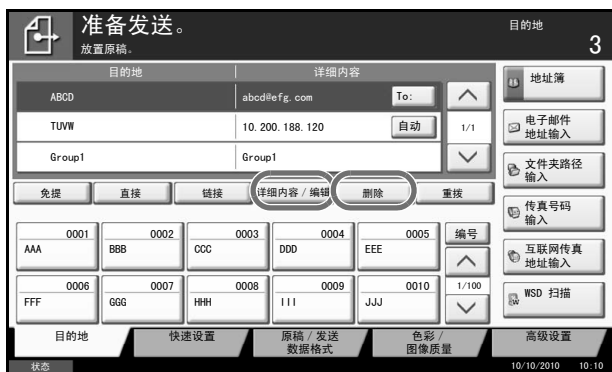 准备发送。
放置原稿。
目的地
3
目的地 详细内容
ABCD abcd@efg.com To:
TUVW 10.200.188.120 自动 1/1
Group1 Group1
免提 直接 链接 详细内容 / 编辑 删除 重拨
0001 0002 0003 0004 0005 编号
AAA BBB CCC DDD EEE
0006 0007 0008 0009 0010 1/100
FFF GGG HHH III JJJ
地址簿
电子邮件
地址输入
文件夹路径
输入
传真号码
输入
互联网传真
地址输入
WSD 扫描
目的地 快速设置 原稿 / 发送
数据格式 色彩 /
图像质量 高级设置
状态 10/10/2010 10:10